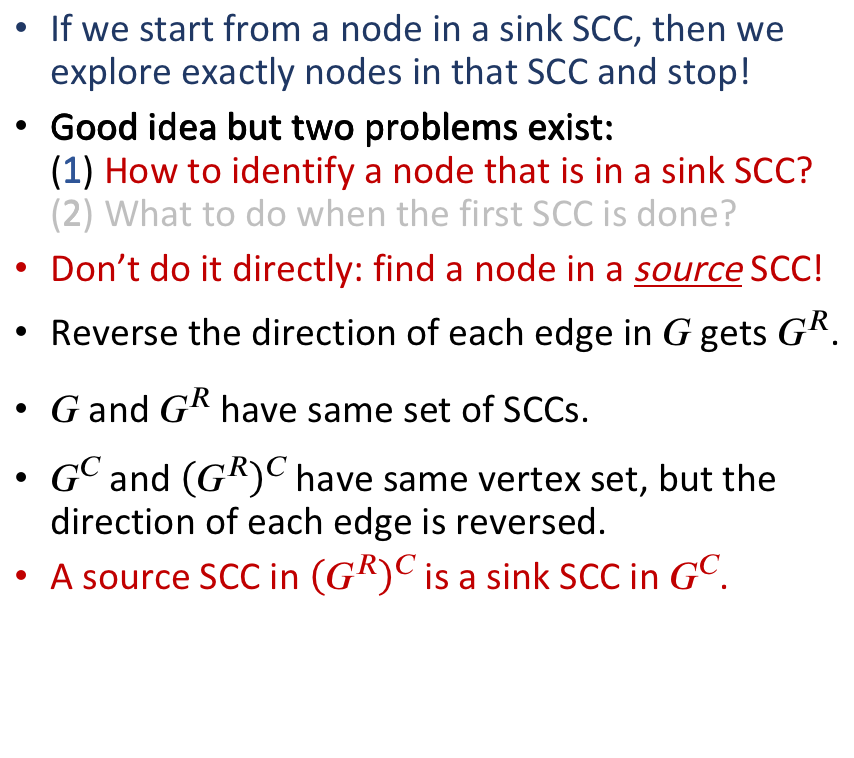 • If we start from a node in a sink SCC, then we
explore exactly nodes in that SCC and stop!
• Good idea but two problems exist:
(1) How to identify a node that is in a sink SCC?
(2) What to do when the first SCC is done?
• Don’t do it directly: find a node in a source SCC!
• Reverse the direction of each edge in G gets G^R.
• G and G^R have same set of SCCs.
• G^C and (G^R)^C have same vertex set, but the
direction of each edge is reversed.
• A source SCC in (G^R)^C is a sink SCC in G^C.